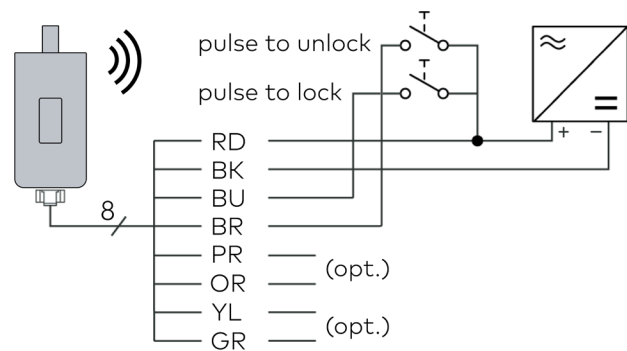 pulse to unlock
pulse to lock
+ −
RD
BK
BU
8
BR
PR
(opt.)
OR
YL
(opt.)
GR